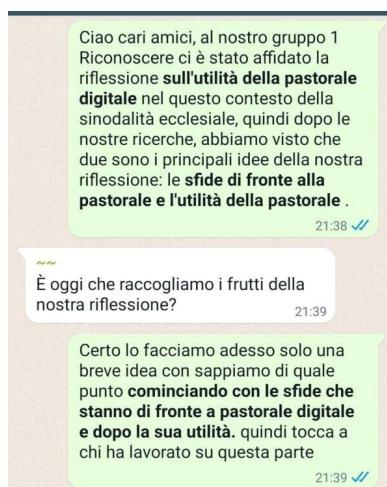 Ciao cari amici, al nostro gruppo 1
Riconoscere ci è stato affidato la
riflessione sull'utilità della pastorale
digitale nel questo contesto della
sinodalità ecclesiale, quindi dopo le
nostre ricerche, abbiamo visto che
due sono i principali idee della nostra
riflessione: le sfide di fronte alla
pastorale e l'utilità della pastorale .
21:38
~~
È oggi che raccogliamo i frutti della
nostra riflessione?
21:39
Certo lo facciamo adesso solo una
breve idea con sappiamo di quale
punto cominciando con le sfide che
stanno di fronte a pastorale digitale
e dopo la sua utilità. quindi tocca a
chi ha lavorato su questa parte
21:39